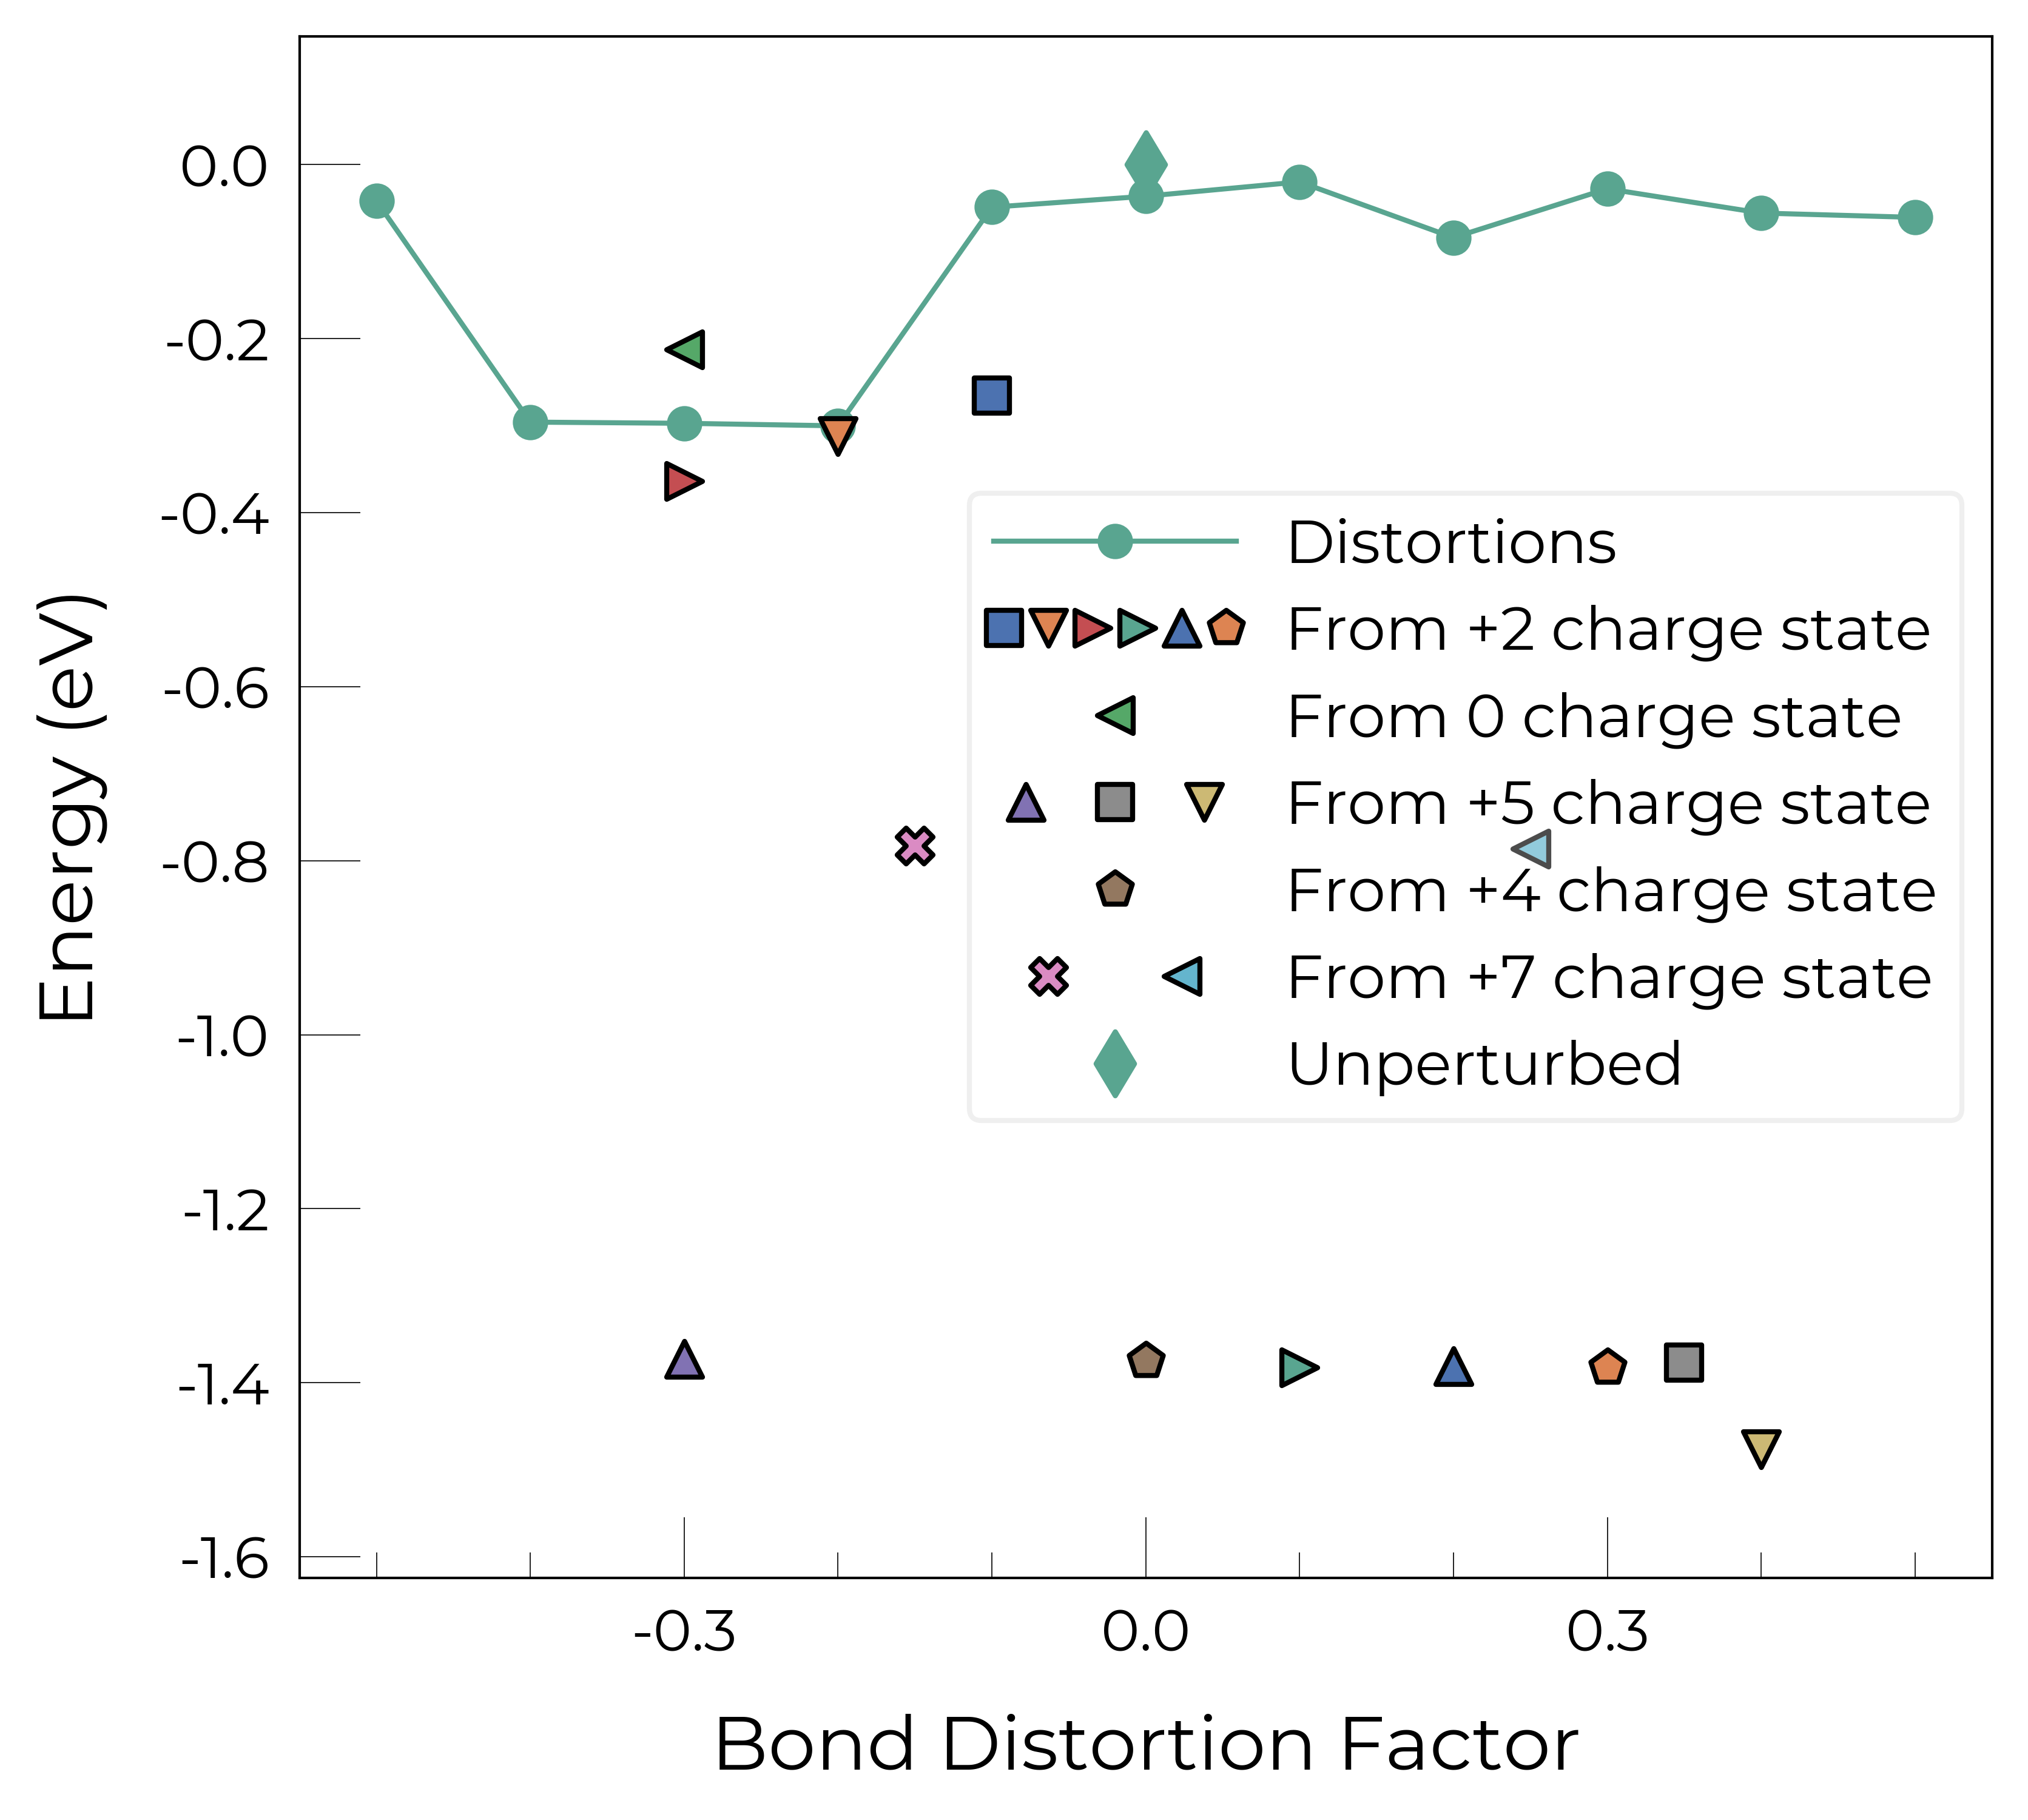 0.0
-0.2
-0.4
-0.6
-0.8
-1.0
-1.2
-1.4
-1.6
Energy (eV)
Distortions
From +2 charge state
From 0 charge state
From +5 charge state
From +4 charge state
From +7 charge state
Unperturbed
-0.3 0.0 0.3
Bond Distortion Factor